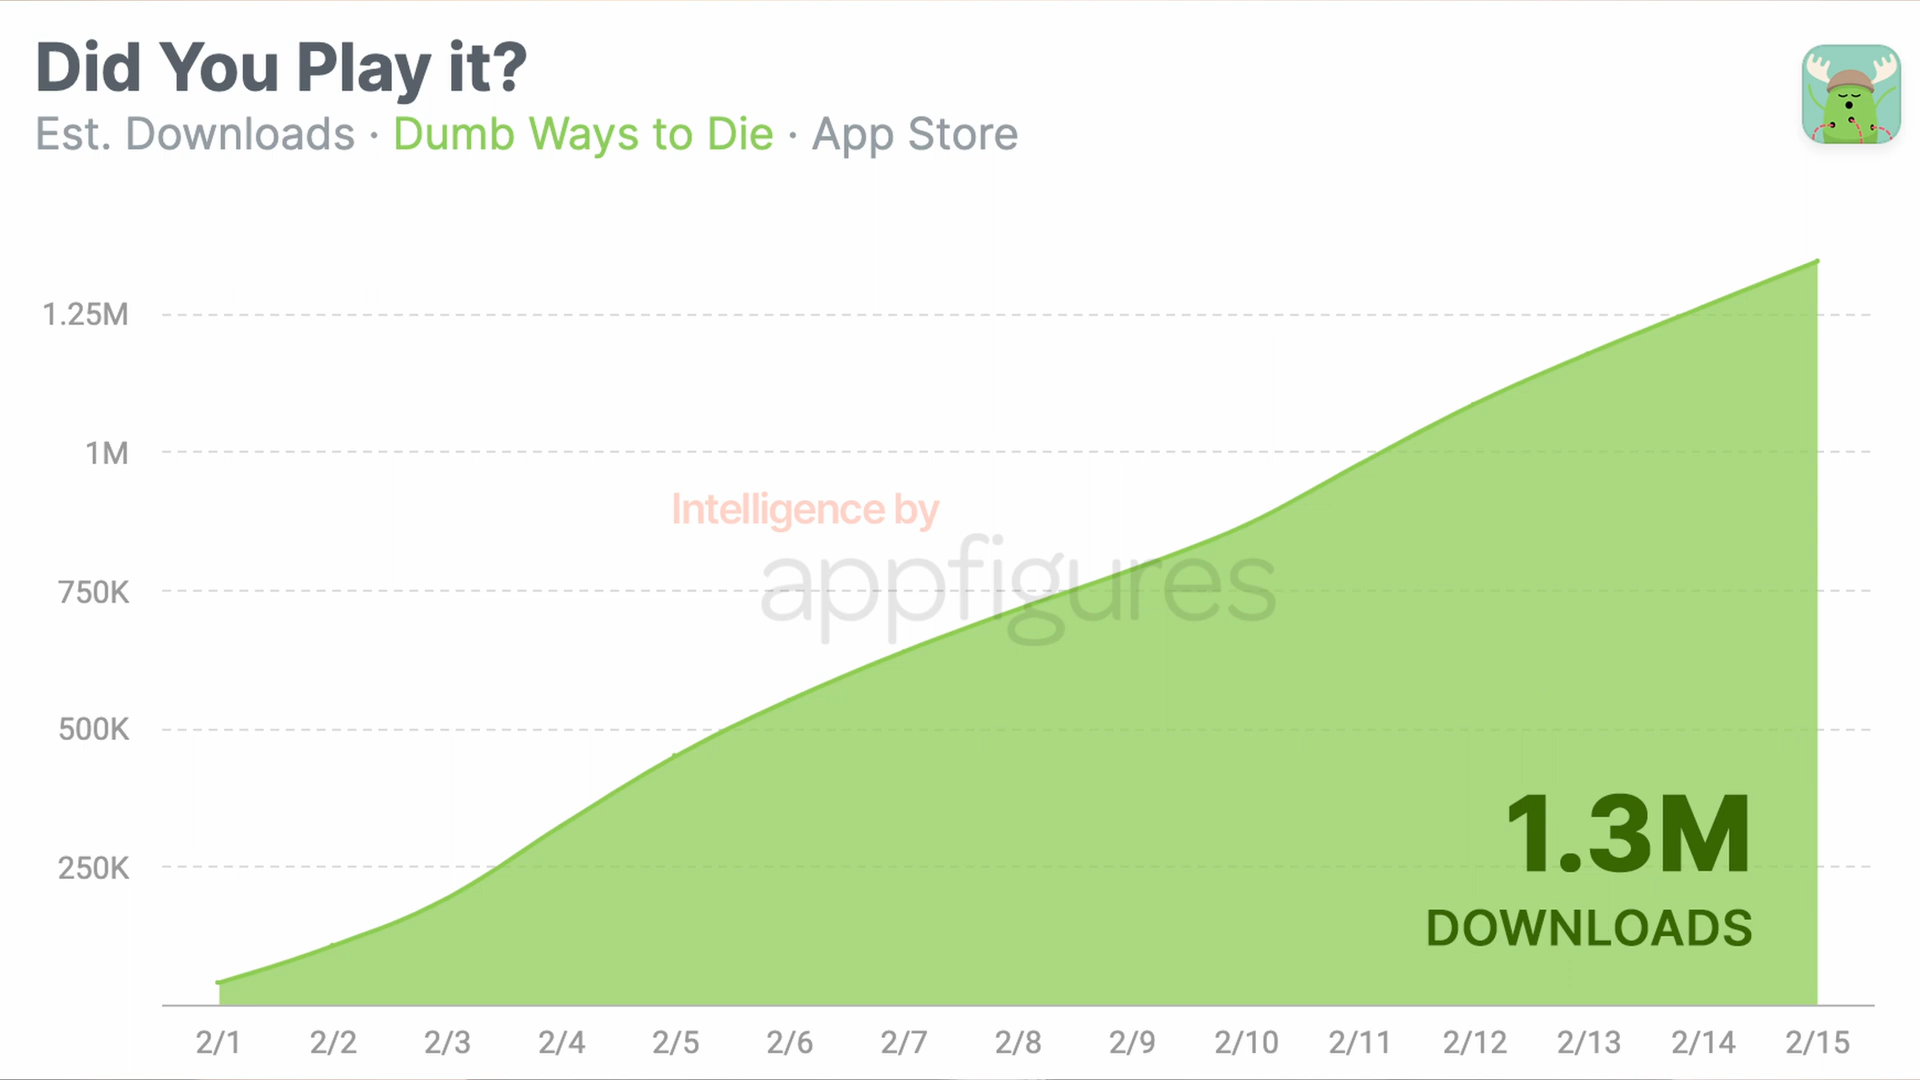 Did You Play it?
Est. Downloads · Dumb Ways to Die · App Store
1.25M
1M
750K
500K
250K
Intelligence by
appfigures
1.3M
DOWNLOADS
2/1 2/2 2/3 2/4 2/5 2/6 2/7 2/8 2/9 2/10 2/11 2/12 2/13 2/14 2/15